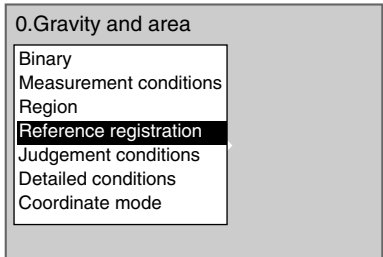 0.Gravity and area
Binary
Measurement conditions
Region
Reference registration
Judgement conditions
Detailed conditions
Coordinate mode